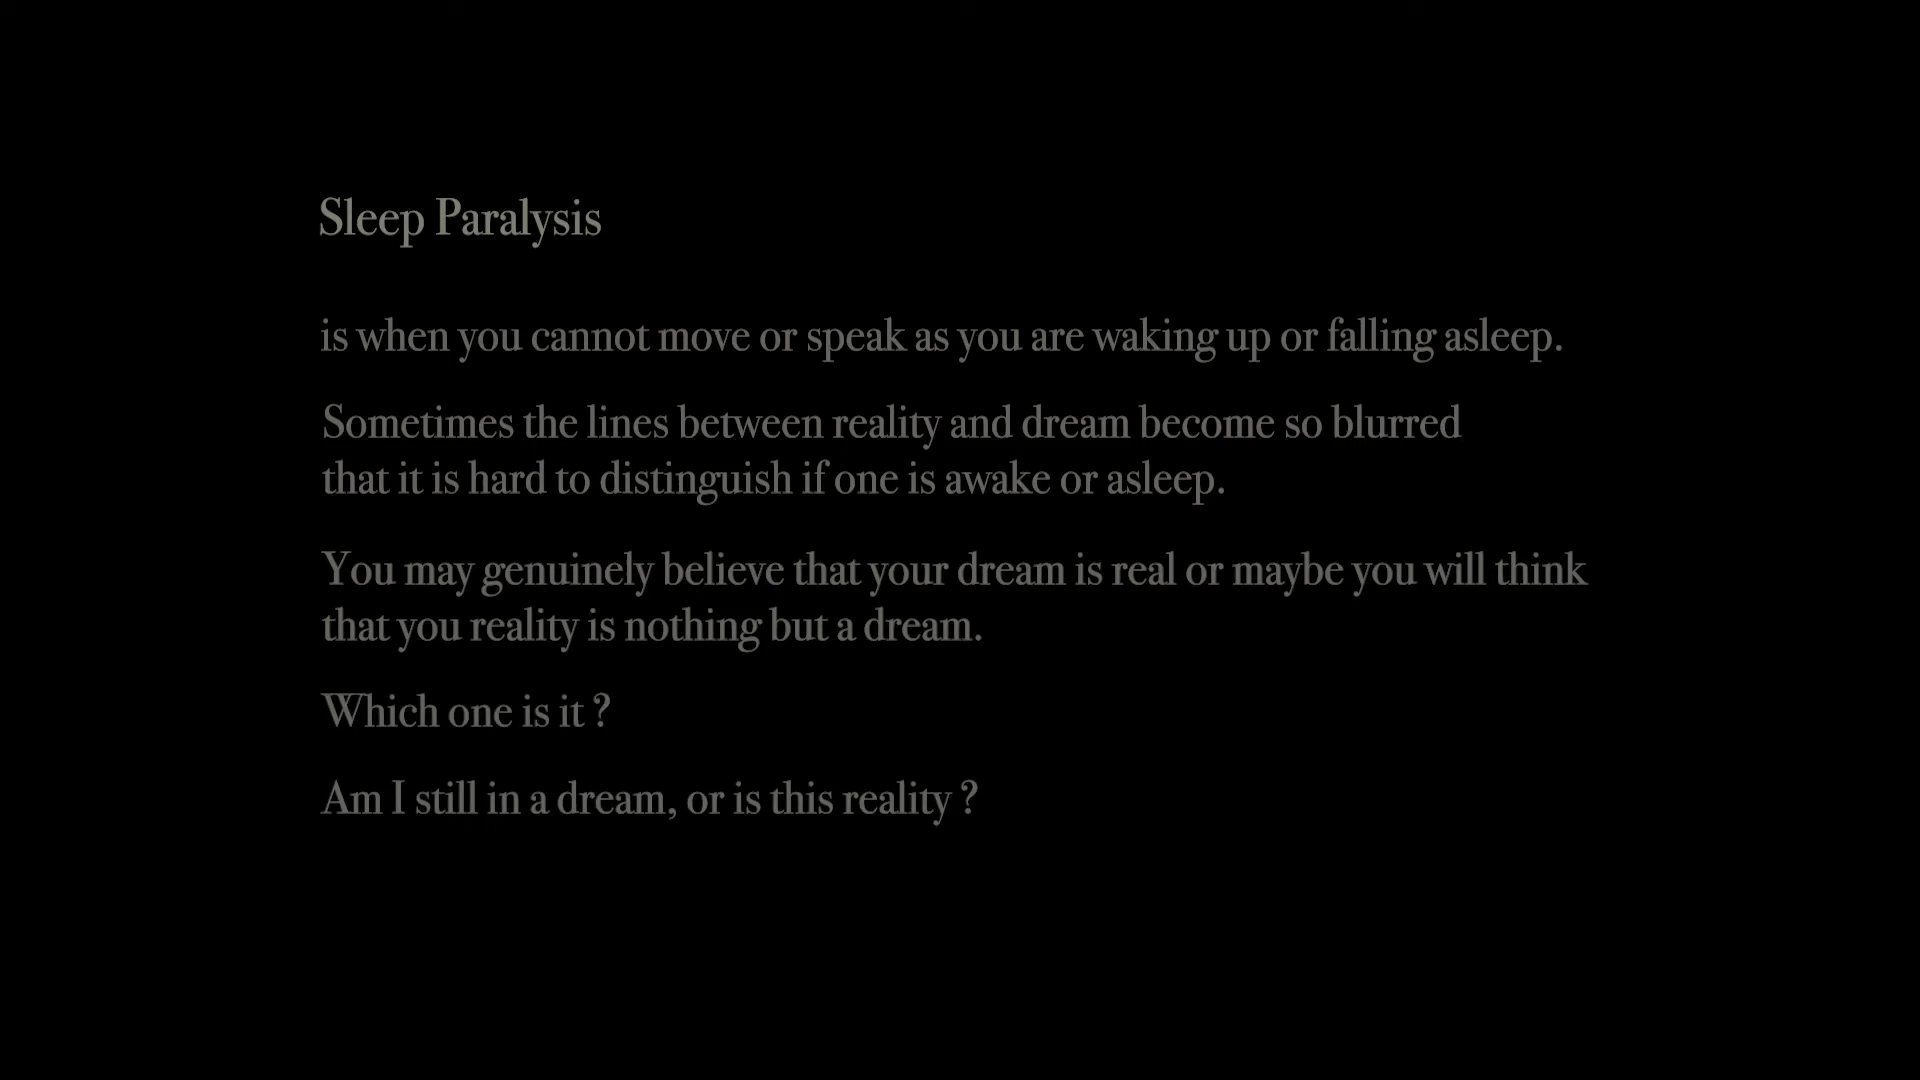 Sleep Paralysis
is when you cannot move or speak as you are waking up or falling asleep.
Sometimes the lines between reality and dream become so blurred
that it is hard to distinguish if one is awake or asleep.
You may genuinely believe that your dream is real or maybe you will think
that you reality is nothing but a dream.
Which one is it ?
Am I still in a dream, or is this reality ?